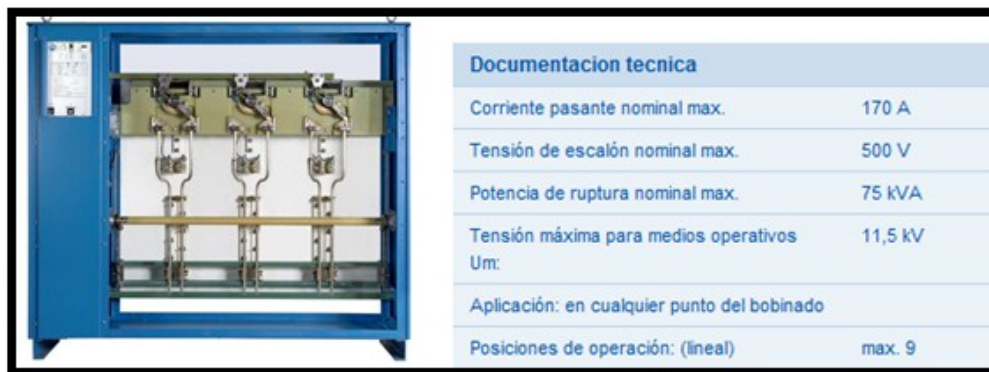 Documentacion tecnica
Corriente pasante nominal max. 170 A
Tensión de escalón nominal max. 500 V
Potencia de ruptura nominal max. 75 kVA
Tensión máxima para medios operativos 11,5 kV
Um:
Aplicación: en cualquier punto del bobinado
Posiciones de operación: (lineal) max. 9